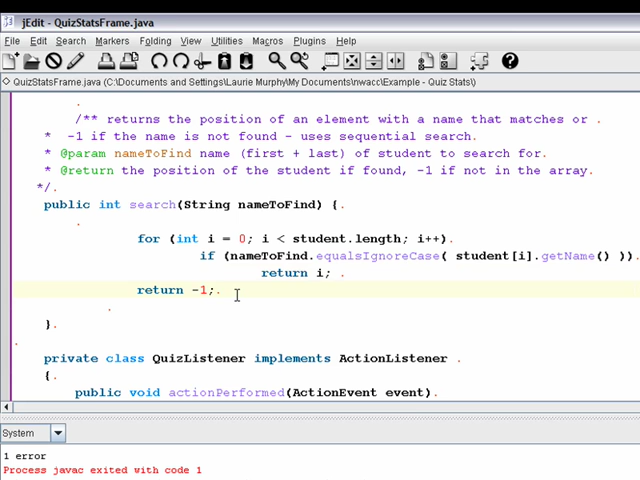 jEdit - QuizStatsFrame.java
File Edit Search Markers Folding View Utilities Macros Plugins Help
QuizStatsFrame.java (C:\Documents and Settings\Laurie Murphy\My Documents\nwacc\Example - Quiz Stats\)
.
/** returns the position of an element with a name that matches or .
* -1 if the name is not found - uses sequential search.
* @param nameToFind name (first + last) of student to search for.
* @return the position of the student if found, -1 if not in the array.
*/.
public int search(String nameToFind) {.
.
for (int i = 0; i < student.length; i++).
if (nameToFind.equalsIgnoreCase( student[i].getName() )).
return i; .
return -1;.
.
}.
.
private class QuizListener implements ActionListener .
{.
public void actionPerformed(ActionEvent event).
System
1 error
Process javac exited with code 1